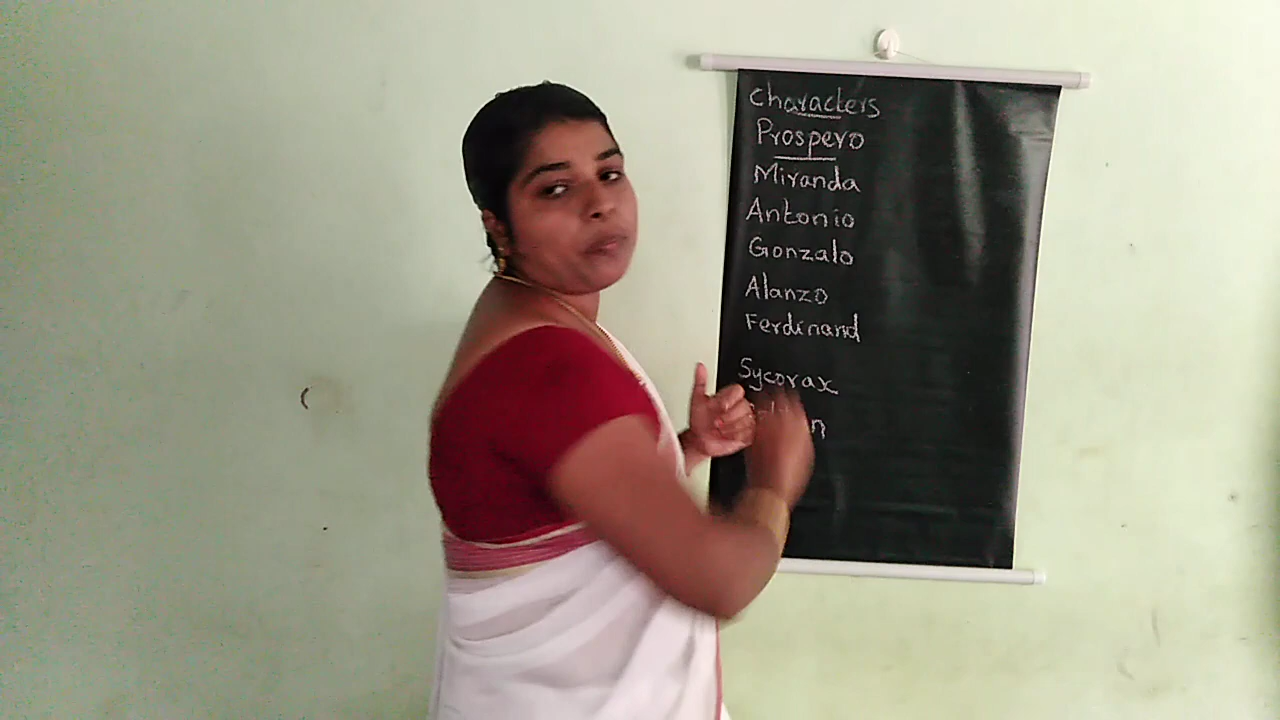 Characters
Prospero
Miranda
Antonio
Gonzalo
Alanzo
Ferdinand
Sycorax